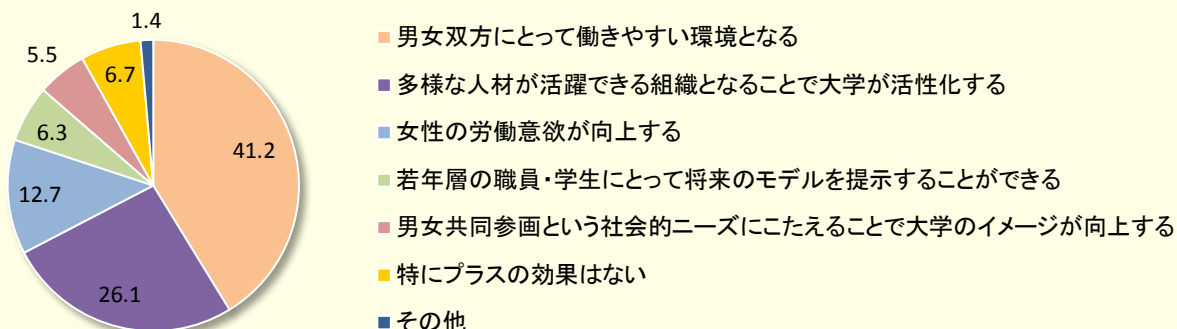 1.4
5.5
6.7
6.3
41.2
12.7
26.1
男女双方にとって働きやすい環境となる
多様な人材が活躍できる組織となることで大学が活性化する
女性の労働意欲が向上する
若年層の職員・学生にとって将来のモデルを提示することができる
男女共同参画という社会的ニーズにこたえることで大学のイメージが向上する
特にプラスの効果はない
その他